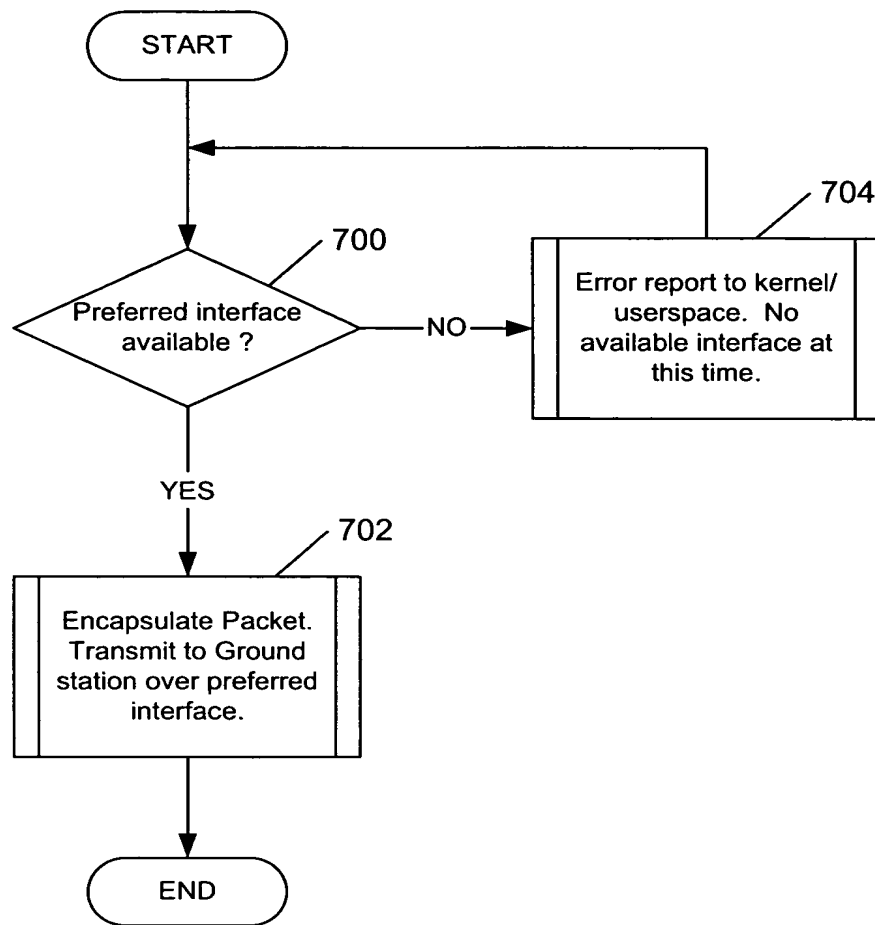 START
704
700
Preferred interface
available ?
NO
Error report to kernel/
userspace.  No
available interface at
this time.
YES
702
Encapsulate Packet.
Transmit to Ground
station over preferred
interface.
END